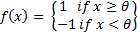 f(x) = { 1 if x ≥ θ
−1 if x < θ